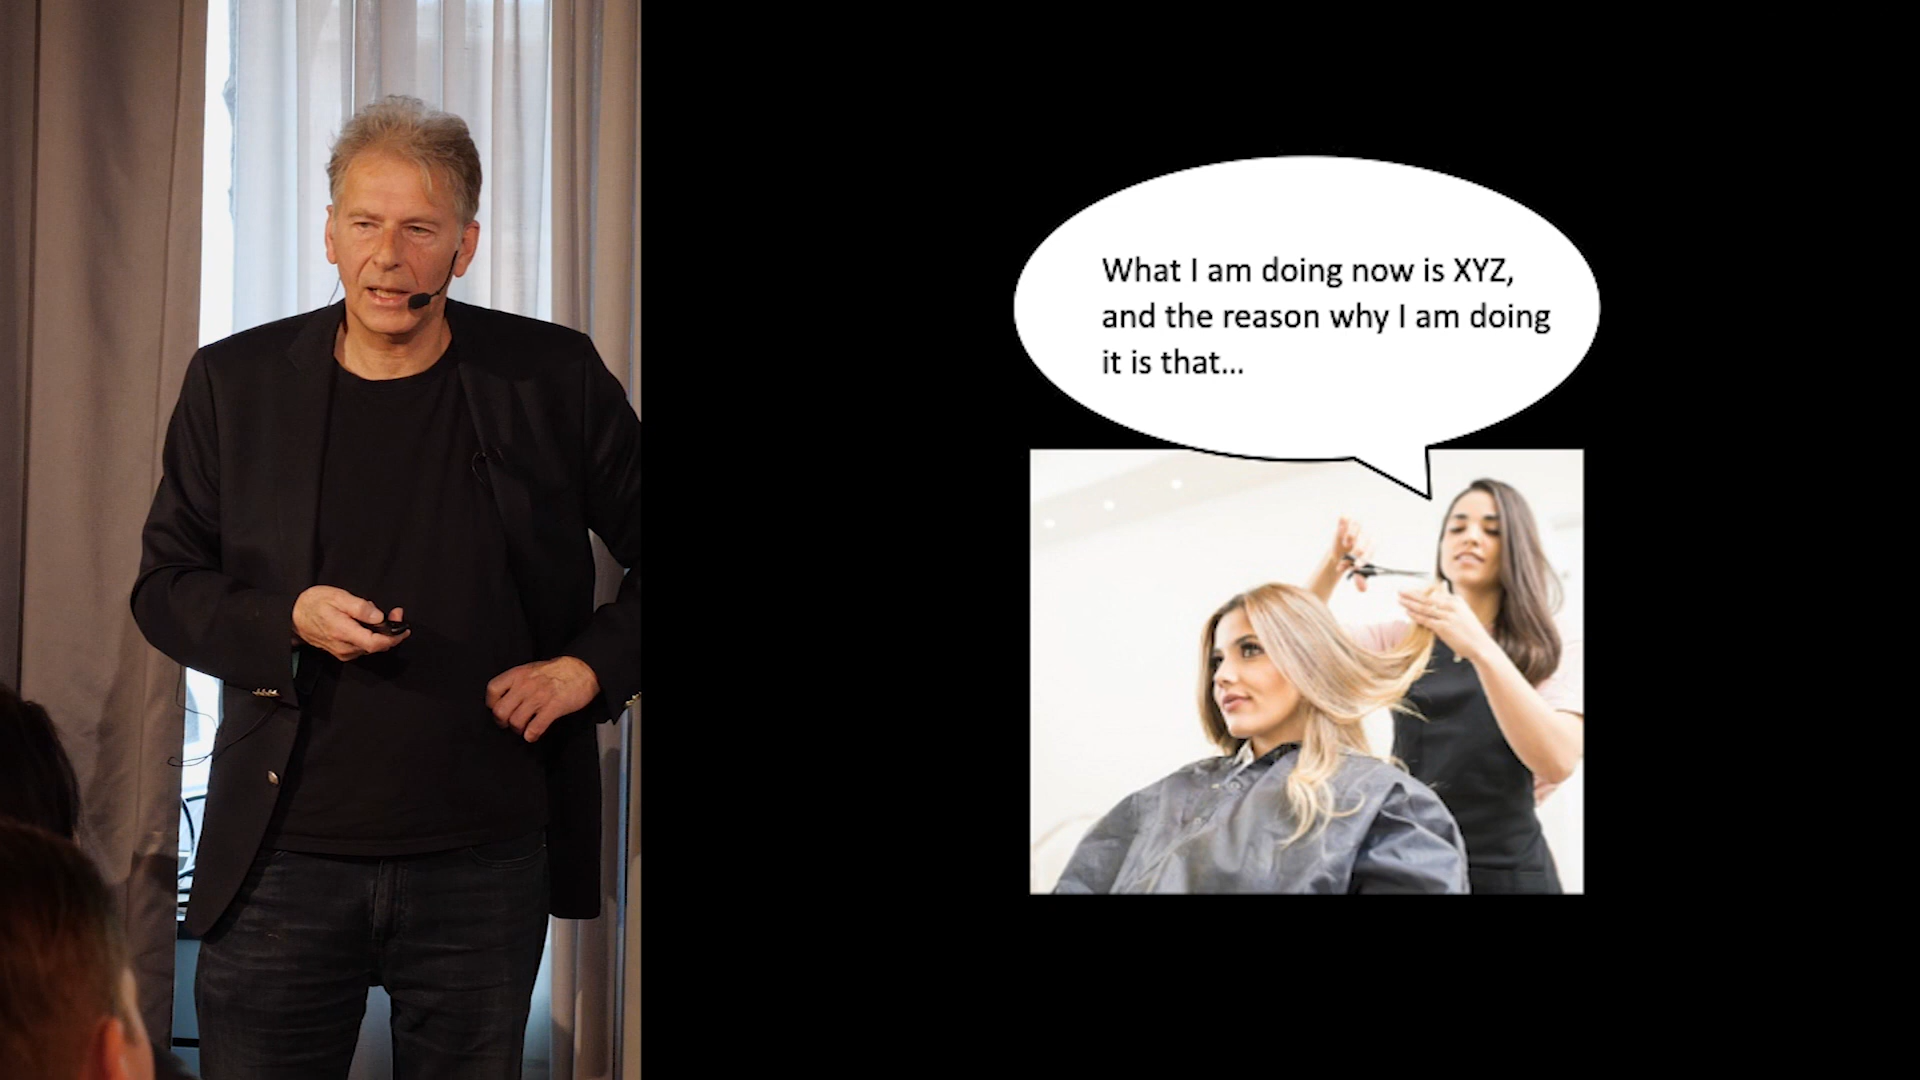 What I am doing now is XYZ,
and the reason why I am doing
it is that...